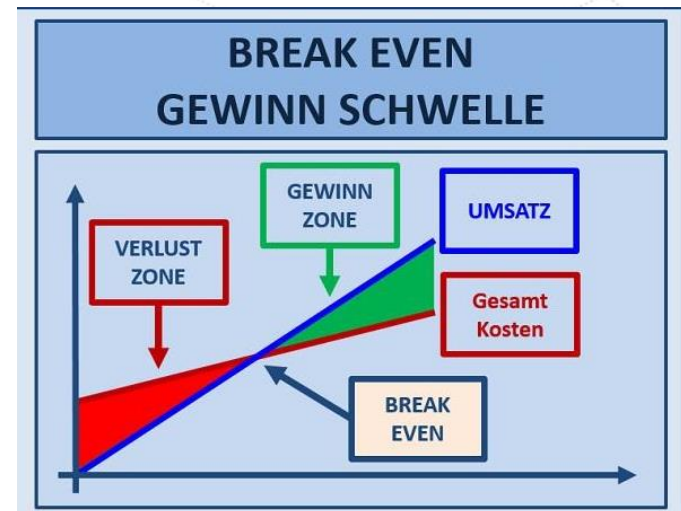 BREAK EVEN
GEWINN SCHWELLE
GEWINN
ZONE
UMSATZ
VERLUST
ZONE
Gesamt
Kosten
BREAK
EVEN